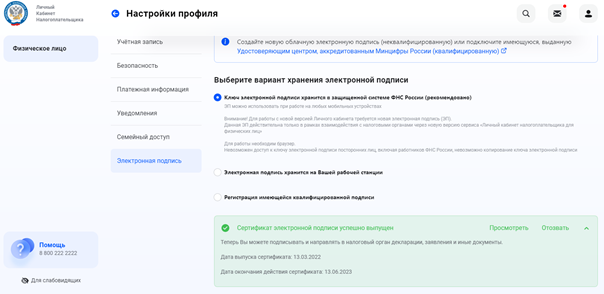 Личный
Кабинет
Налогоплательщика
Настройки профиля
Физическое лицо
Учётная запись
Безопасность
Платежная информация
Уведомления
Семейный доступ
Электронная подпись
Создайте новую облачную электронную подпись (неквалифицированную) или подключите имеющуюся, выданную
Удостоверяющим центром, аккредитованным Минцифры России (квалифицированную)
Выберите вариант хранения электронной подписи
Ключ электронной подписи хранится в защищенной системе ФНС России (рекомендовано)
ЭП можно использовать при работе на любых мобильных устройствах.
Внимание! Для работы с новой версией Личного кабинета требуется новая электронная подпись (ЭП).
Данная ЭП действительна только в рамках взаимодействия с налоговыми органами через новую версию сервиса «Личный кабинет налогоплательщика для
физических лиц»
Для работы необходим браузер.
Невозможен доступ к ключу электронной подписи посторонних лиц, включая работников ФНС России, невозможно копирование ключа электронной подписи
Электронная подпись хранится на Вашей рабочей станции
Регистрация имеющейся квалифицированной подписи
Сертификат электронной подписи успешно выпущен
Просмотреть
Отозвать
Теперь Вы можете подписывать и направлять в налоговый орган декларации, заявления и иные документы.
Дата выпуска сертификата: 13.03.2022
Дата окончания действия сертификата: 13.06.2023
Помощь
8 800 222 2222
Для слабовидящих